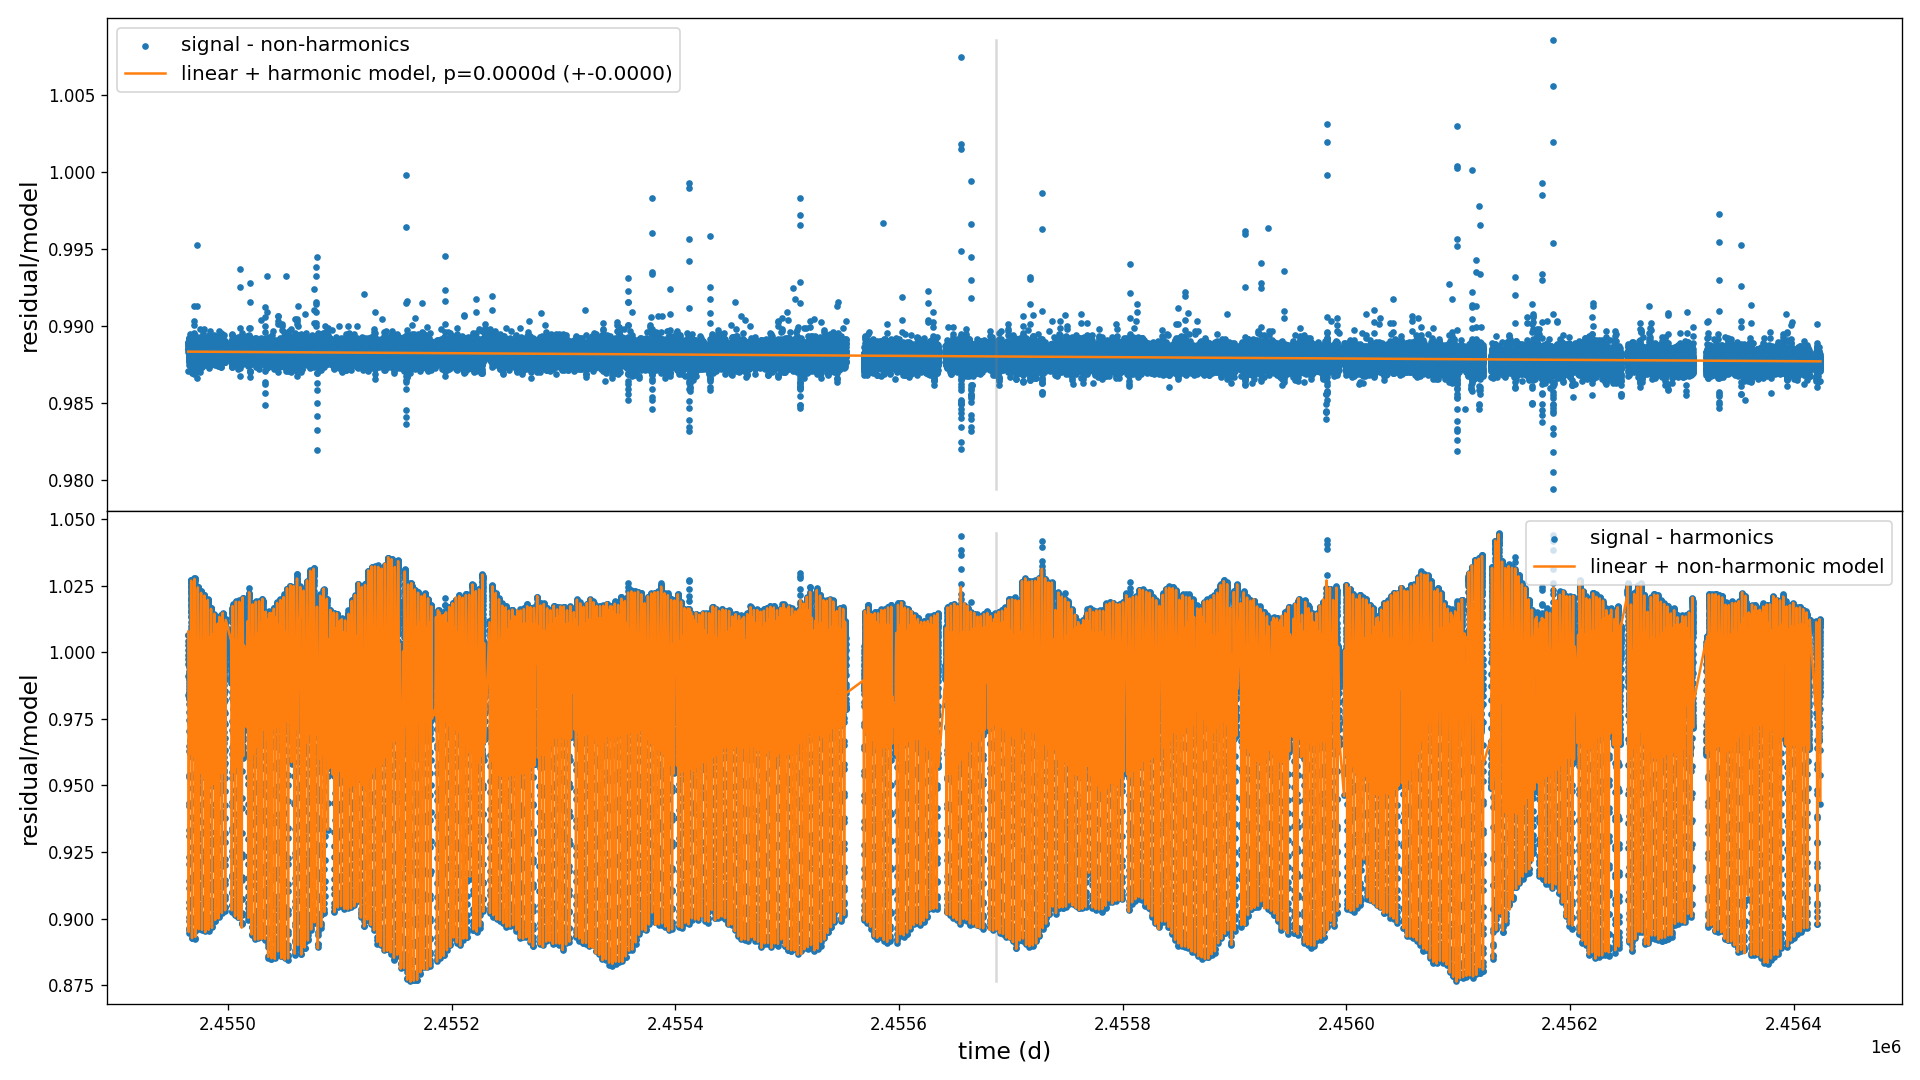 signal - non-harmonics
linear + harmonic model, p=0.0000d (+-0.0000)
residual/model
1.005
1.000
0.995
0.990
0.985
0.980
signal - harmonics
linear + non-harmonic model
residual/model
1.050
1.025
1.000
0.975
0.950
0.925
0.900
0.875
2.4550
2.4552
2.4554
2.4556
2.4558
2.4560
2.4562
2.4564
time (d)
1e6